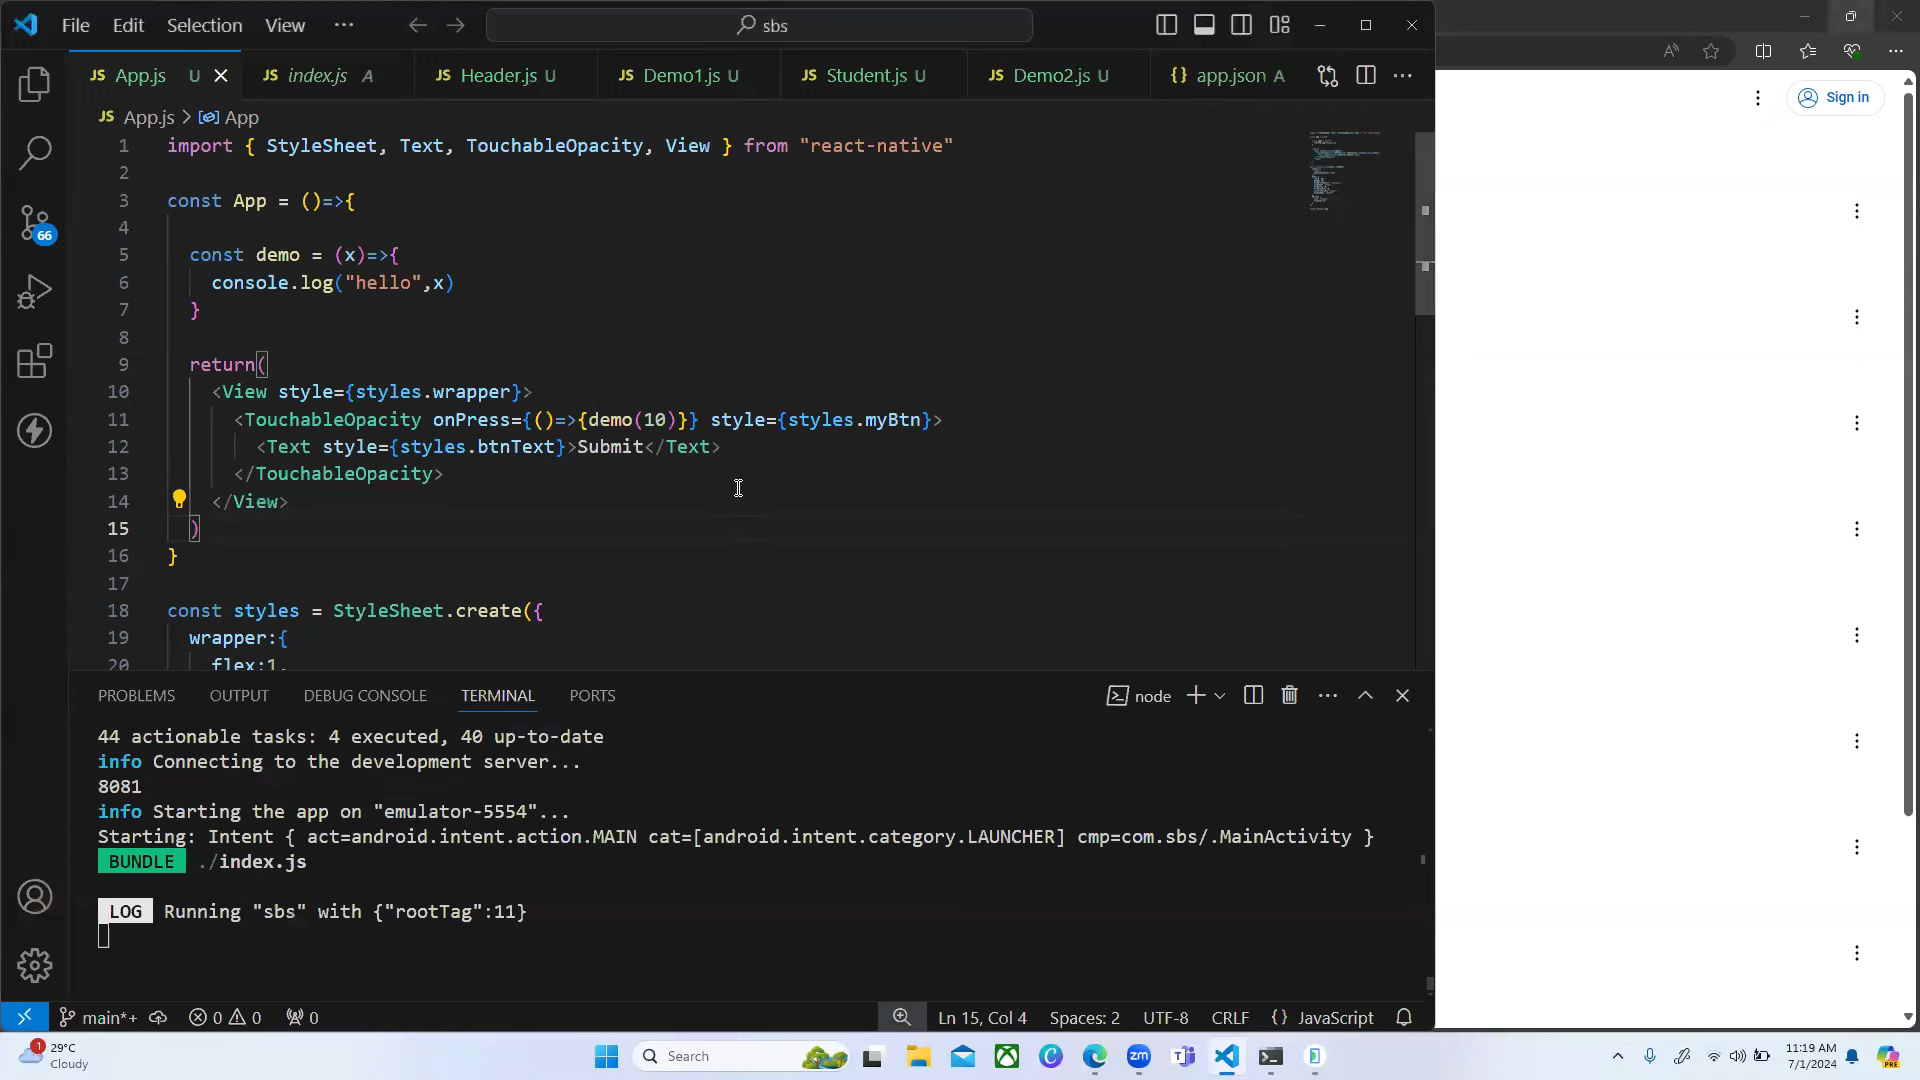 File Edit Selection View ··· sbs
JS App.js U JS index.js A JS Header.js U JS Demo1.js U JS Student.js U JS Demo2.js U {} app.json A
JS App.js > App
1 import { StyleSheet, Text, TouchableOpacity, View } from "react-native"
2
3 const App = ()=>{
4
5 const demo = (x)=>{
6 console.log("hello",x)
7 }
8
9 return(
10 <View style={styles.wrapper}>
11 <TouchableOpacity onPress={()=>{demo(10)}} style={styles.myBtn}>
12 <Text style={styles.btnText}>Submit</Text>
13 </TouchableOpacity>
14 </View>
15 )
16 }
17
18 const styles = StyleSheet.create({
19 wrapper:{
20 flex:1,
66
PROBLEMS OUTPUT DEBUG CONSOLE TERMINAL PORTS node
44 actionable tasks: 4 executed, 40 up-to-date
info Connecting to the development server...
8081
info Starting the app on "emulator-5554"...
Starting: Intent { act=android.intent.action.MAIN cat=[android.intent.category.LAUNCHER] cmp=com.sbs/.MainActivity }
BUNDLE ./index.js
LOG Running "sbs" with {"rootTag":11}
main*+ 0 0 0 Ln 15, Col 4 Spaces: 2 UTF-8 CRLF {} JavaScript
Sign in
1 29°C
Cloudy
Search
zm
11:19 AM
7/1/2024
PRE